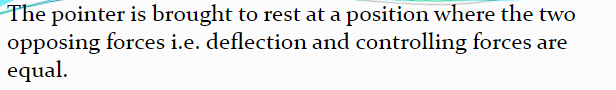 The pointer is brought to rest at a position where the two
opposing forces i.e. deflection and controlling forces are
equal.